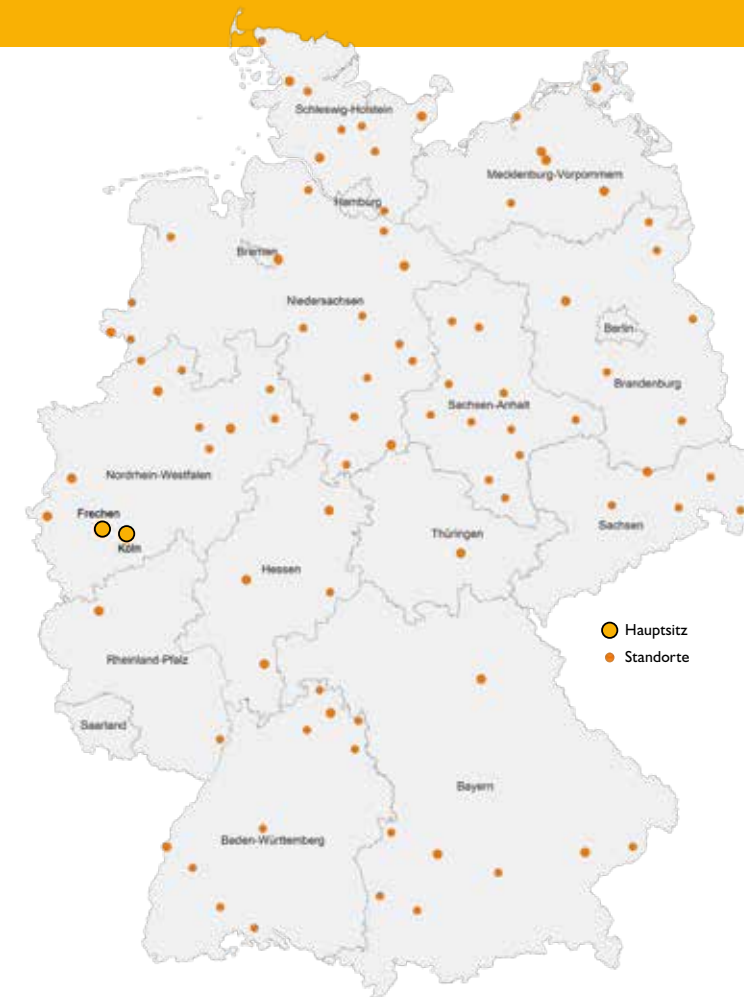 Schleswig-Holstein
Mecklenburg-Vorpommern
Hamburg
Bremen
Niedersachsen
Berlin
Brandenburg
Sachsen-Anhalt
Nordrhein-Westfalen
Frechen
Köln
Sachsen
Thüringen
Hessen
Hauptsitz
Standorte
Rheinland-Pfalz
Saarland
Bayern
Baden-Württemberg